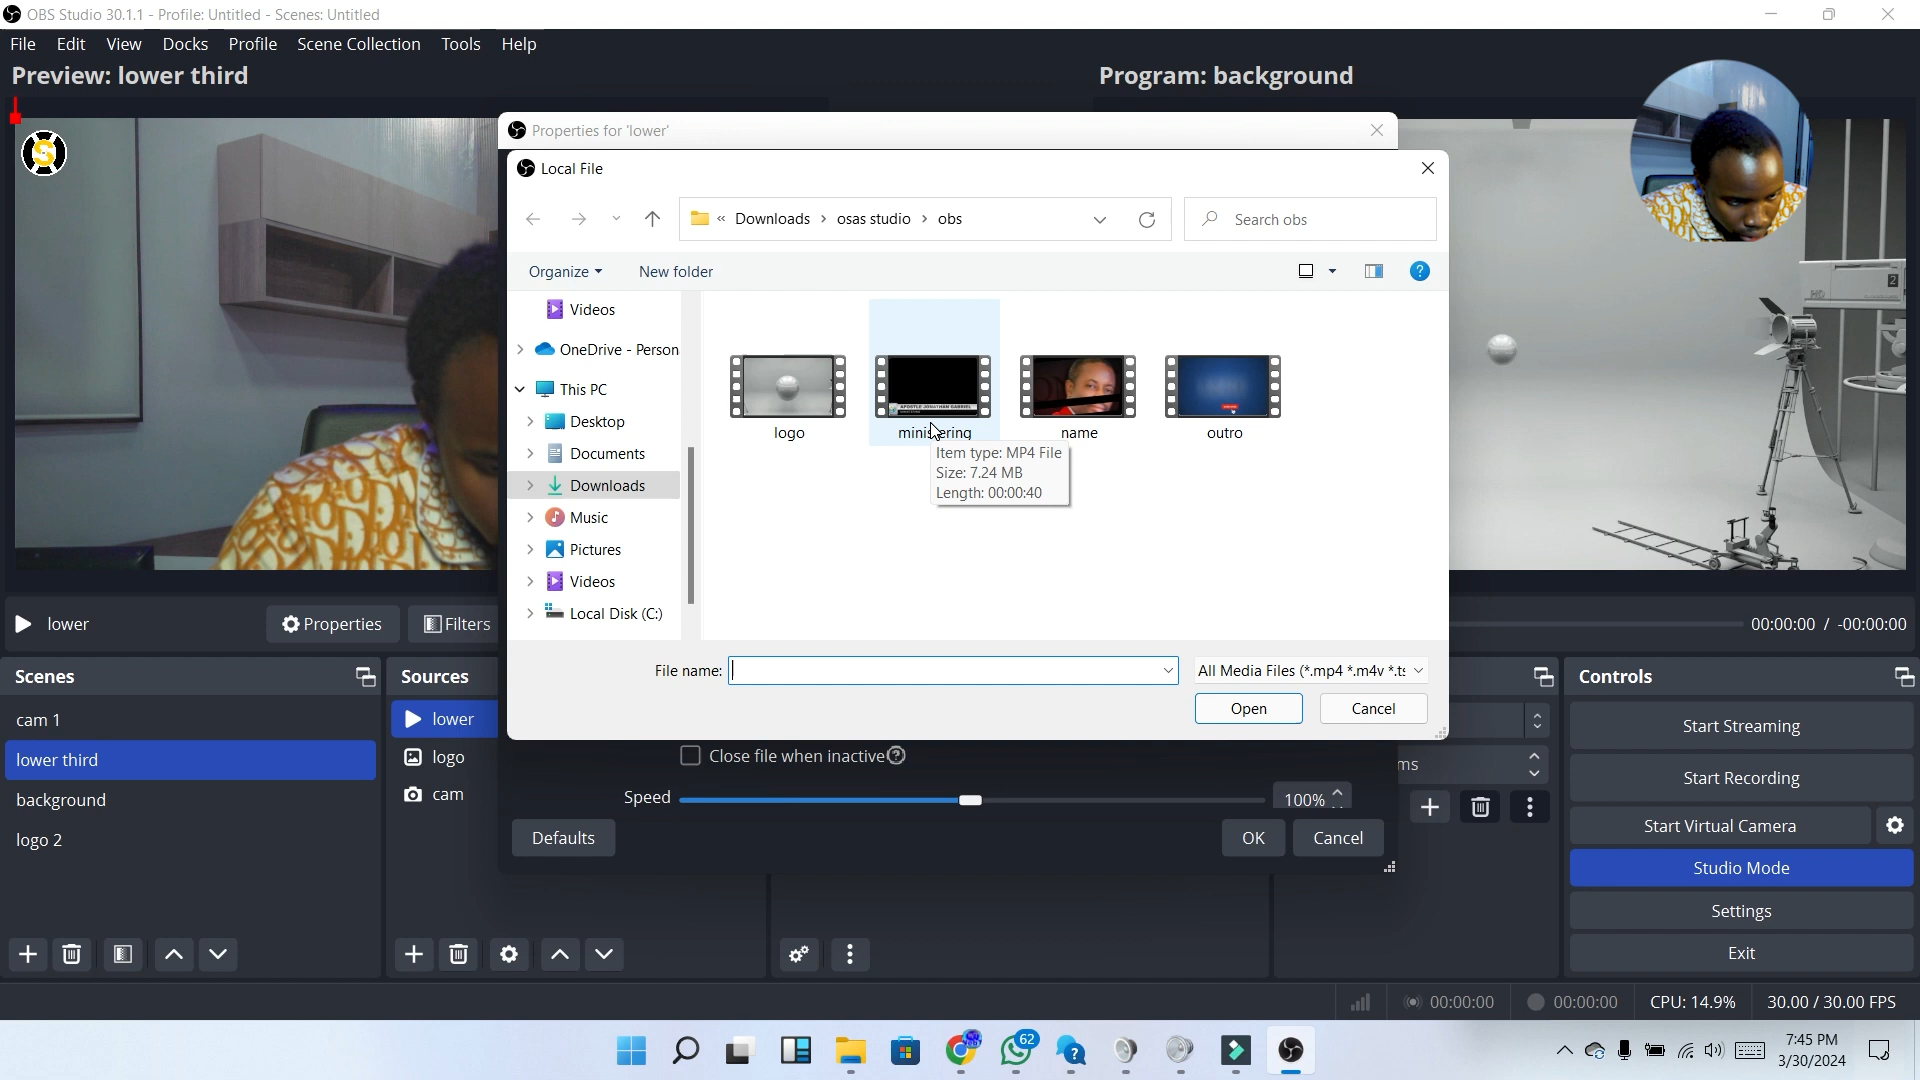 OBS Studio 30.1.1 - Profile: Untitled - Scenes: Untitled
File Edit View Docks Profile Scene Collection Tools Help
Preview: lower third
Program: background
S
Properties for 'lower'
Local File
« Downloads › osas studio › obs
Search obs
Organize
New folder
?
Videos
OneDrive - Person
This PC
Desktop
Documents
Downloads
Music
Pictures
Videos
Local Disk (C:)
APOSTLE JONATHAN GABRIEL
logo
ministering
name
outro
Item type: MP4 File
Size: 7.24 MB
Length: 00:00:40
2
HD
File name:
All Media Files (*.mp4 *.m4v *.ts
Open
Cancel
lower
Properties
Filters
00:00:00 / -00:00:00
Scenes
cam 1
lower third
background
logo 2
Sources
lower
logo
cam
Close file when inactive
?
Speed
100%
Defaults
OK
Cancel
ms
Controls
Start Streaming
Start Recording
Start Virtual Camera
Studio Mode
Settings
Exit
00:00:00
00:00:00
CPU: 14.9%
30.00 / 30.00 FPS
62
?
7:45 PM
3/30/2024